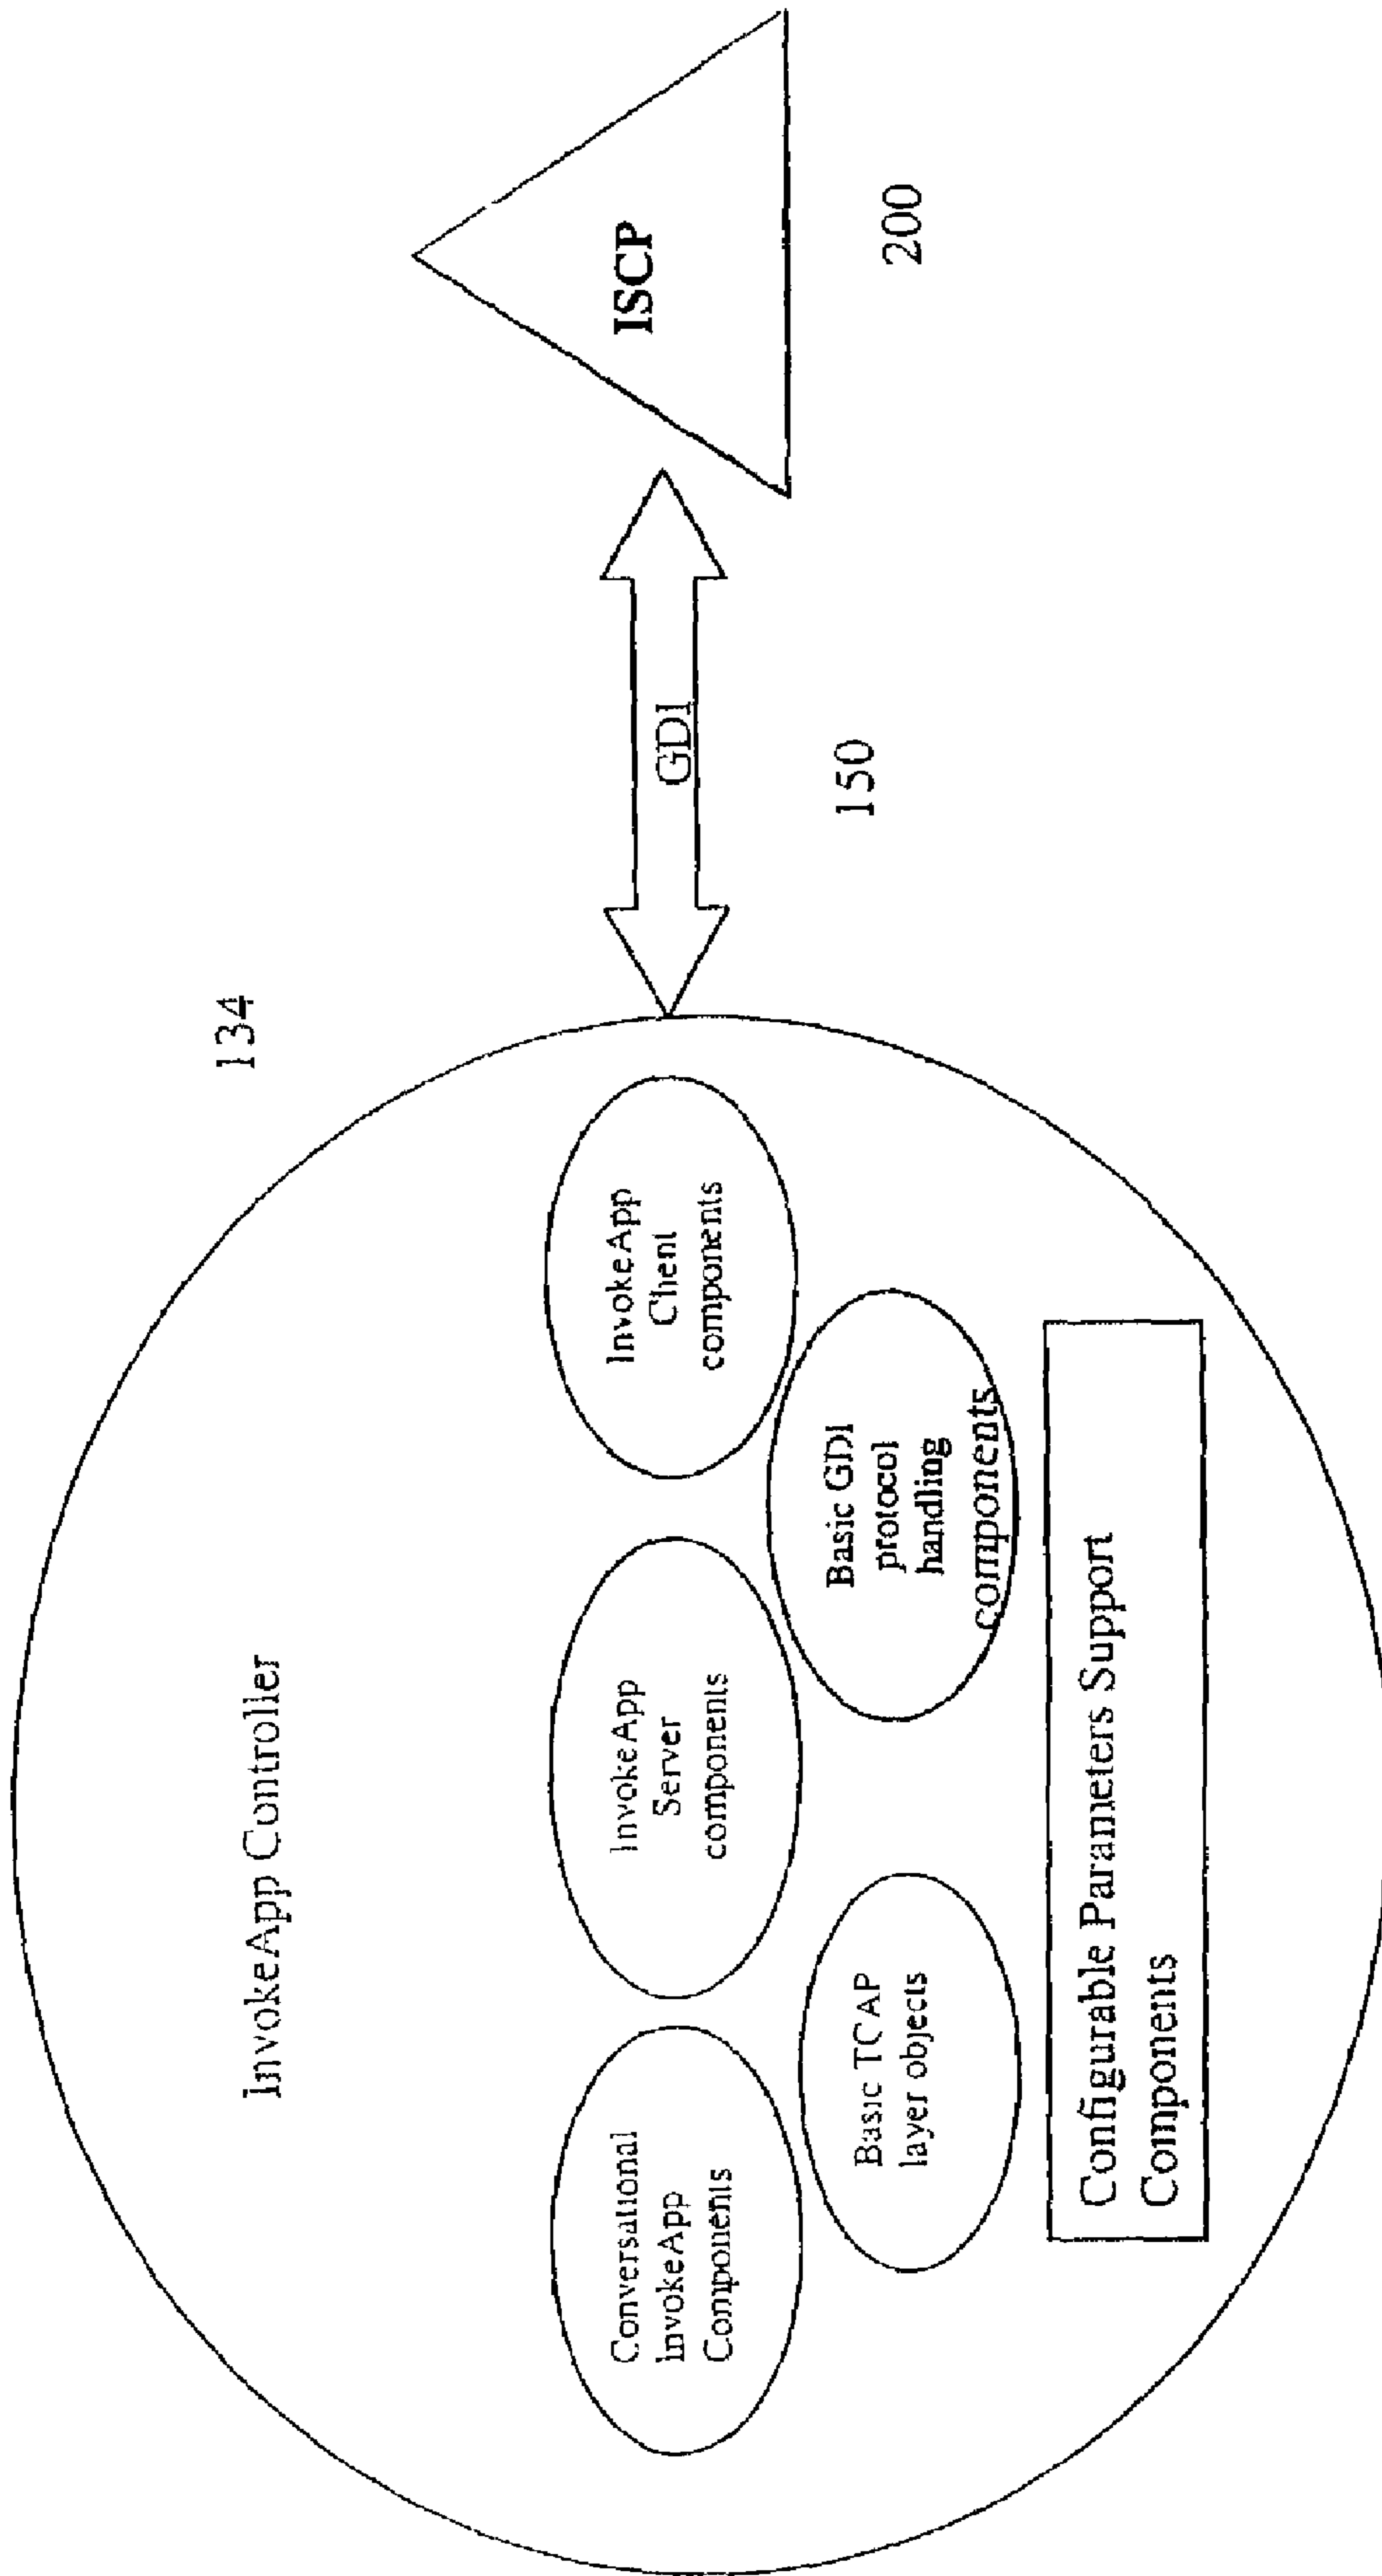 134
InvokeApp Controller
Conversational
InvokeApp
Components
InvokeApp
Server
components
InvokeApp
Client
components
Basic TCAP
layer objects
Basic GDI
protocol
handling
components
Configurable Parameters Support
Components
GDI
150
ISCP
200